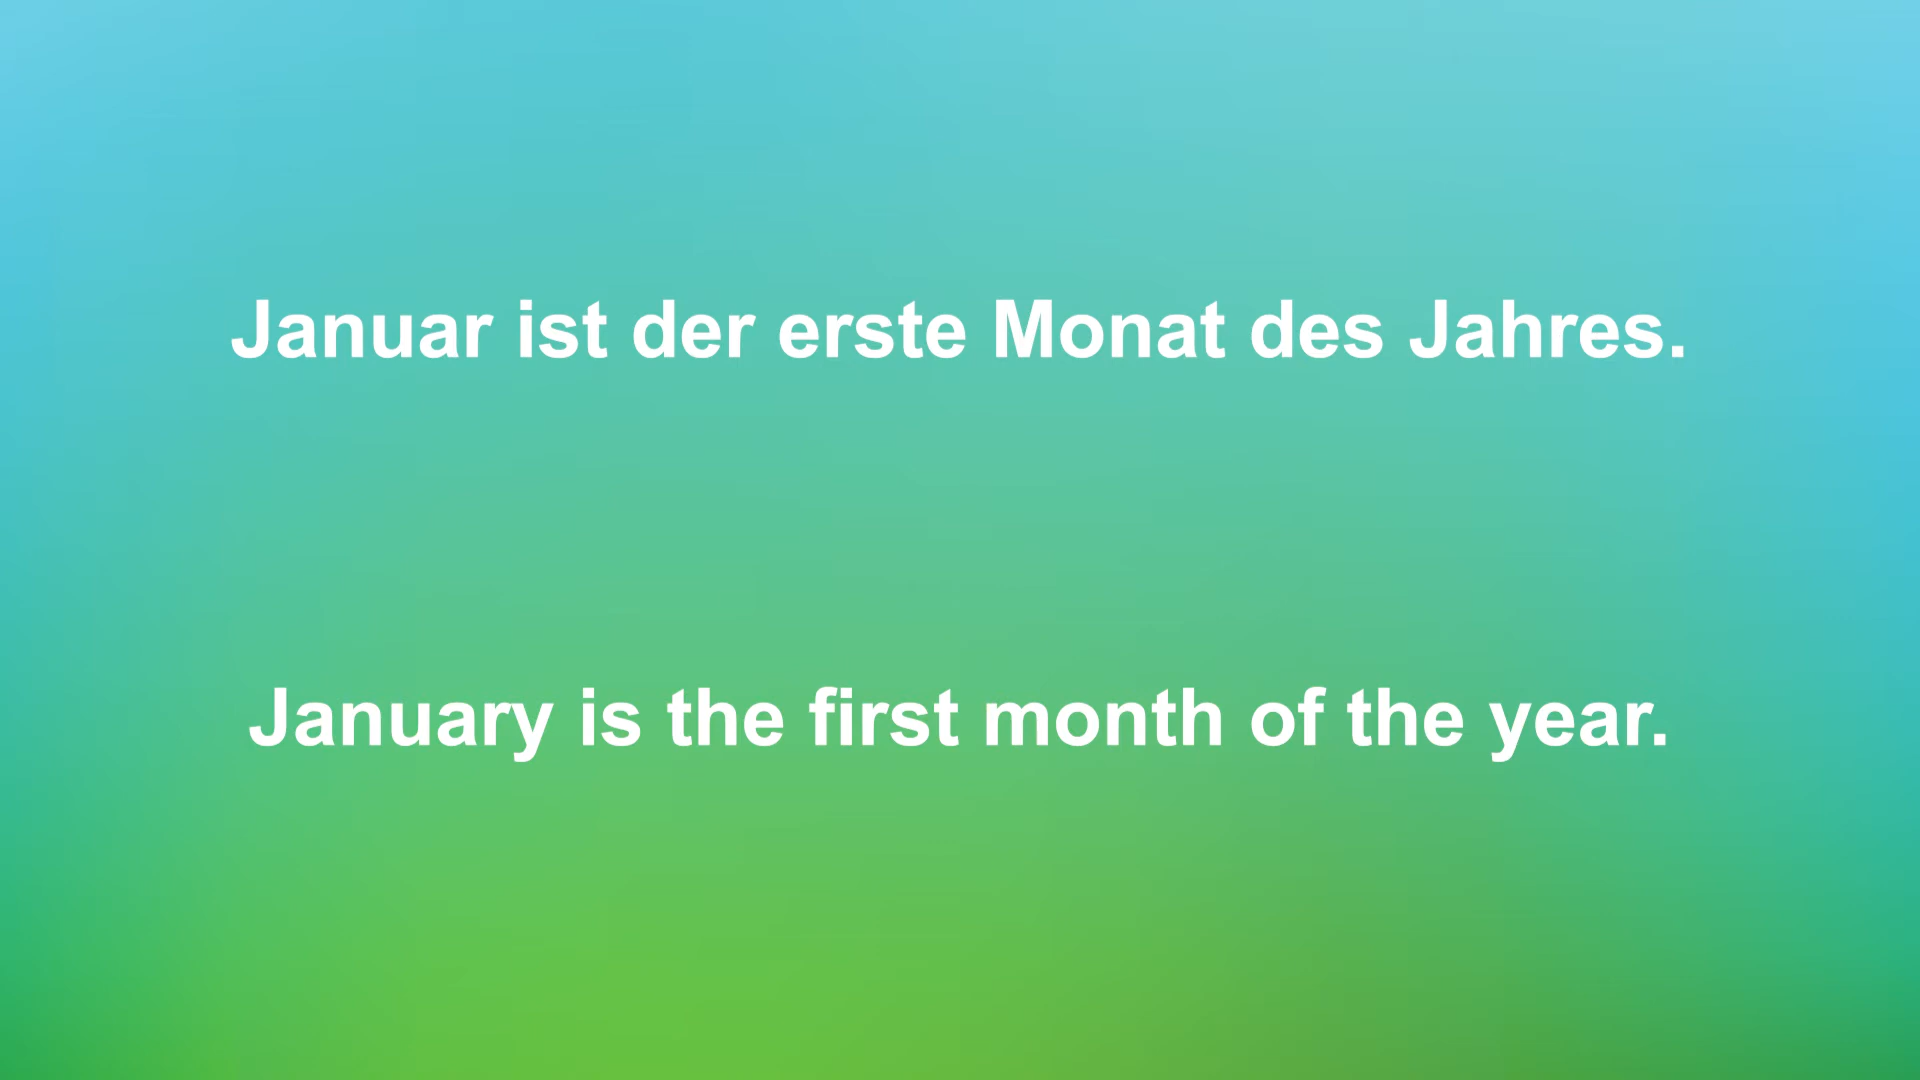 Januar ist der erste Monat des Jahres.
January is the first month of the year.